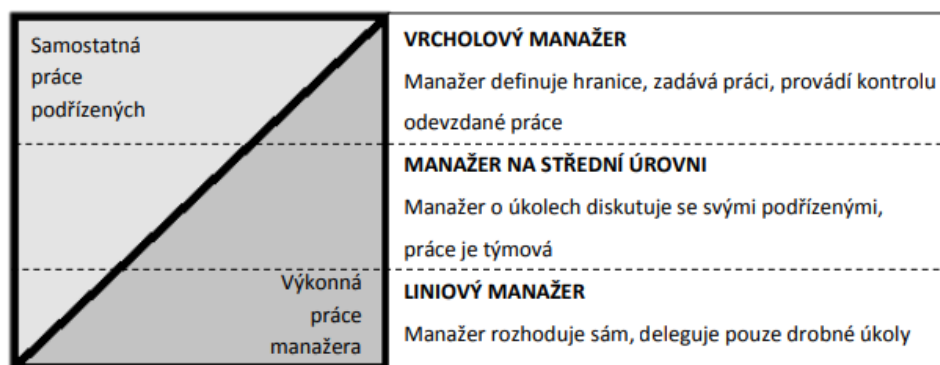 Samostatná
práce
podřízených
VRCHOLOVÝ MANAŽER
Manažer definuje hranice, zadává práci, provádí kontrolu
odevzdané práce
MANAŽER NA STŘEDNÍ ÚROVNI
Manažer o úkolech diskutuje se svými podřízenými,
práce je týmová
Výkonná
práce
manažera
LINIOVÝ MANAŽER
Manažer rozhoduje sám, deleguje pouze drobné úkoly